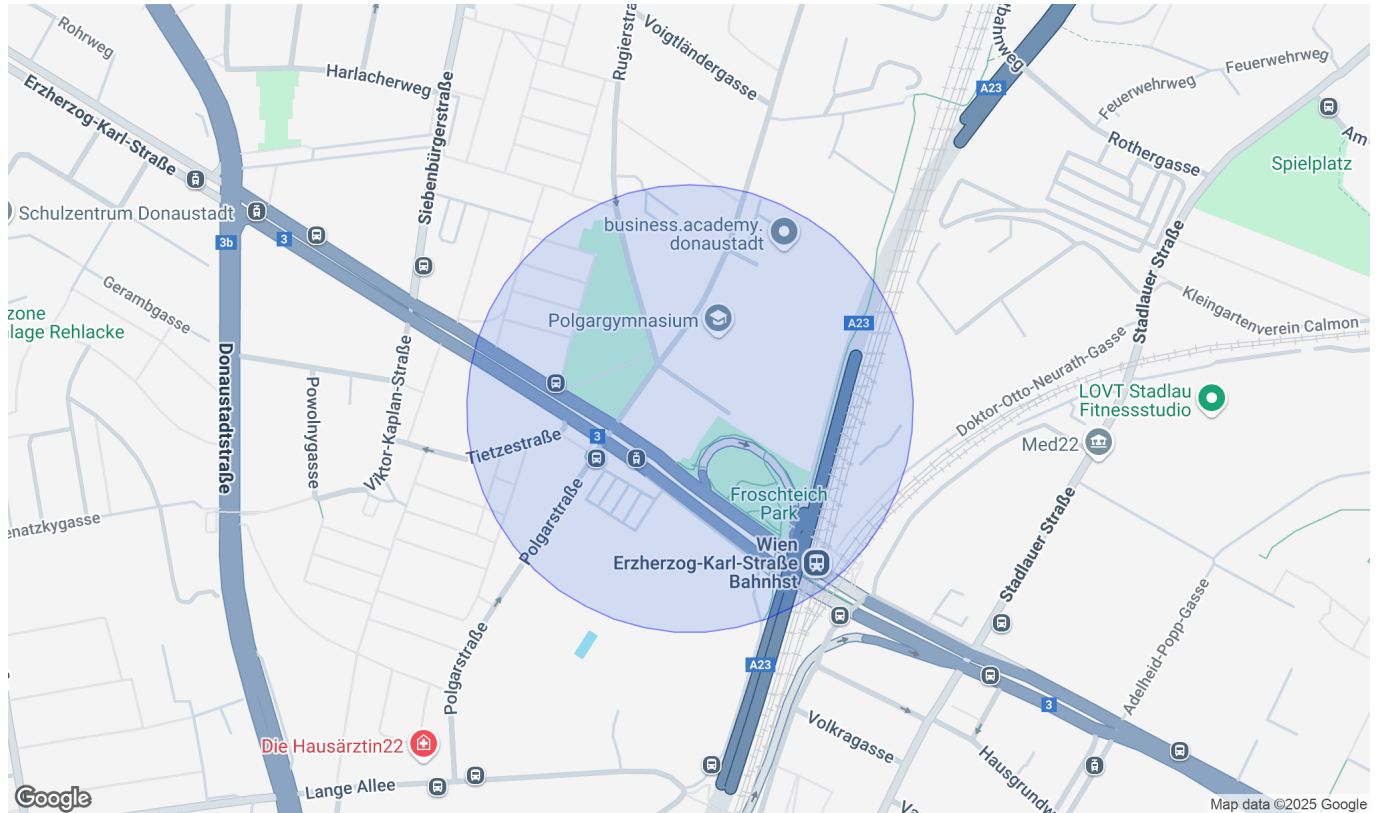 Rohrweg
Erzherzog-Karl-Straße
Harlacherweg
Siebenbürgerstraße
Rugierstra
Voigtländergasse
A23
Feuerwehrweg
Feuerwehrweg
Rothergasse
Am
Spielplatz
Schulzentrum Donaustadt
3b
3
business.academy.
donaustadt
Stadlauer Straße
Gerambgasse
zone
lage Rehlacke
Polgargymnasium
A23
Kleingartenverein Calmon
Donaustadtstraße
Powolnygasse
Viktor-Kaplan-Straße
Doktor-Otto-Neurath-Gasse
LOVT Stadlau
Fitnessstudio
Tietzestraße
3
Med22
Froschteich
Park
enatzkygasse
Polgarstraße
Wien
Erzherzog-Karl-Straße
Bahnhst
Stadlauer Straße
Adelheid-Popp-Gasse
Polgarstraße
A23
3
Die Hausärztin22
Volkragasse
Hausgrundw
Lange Allee
Google
Map data ©2025 Google